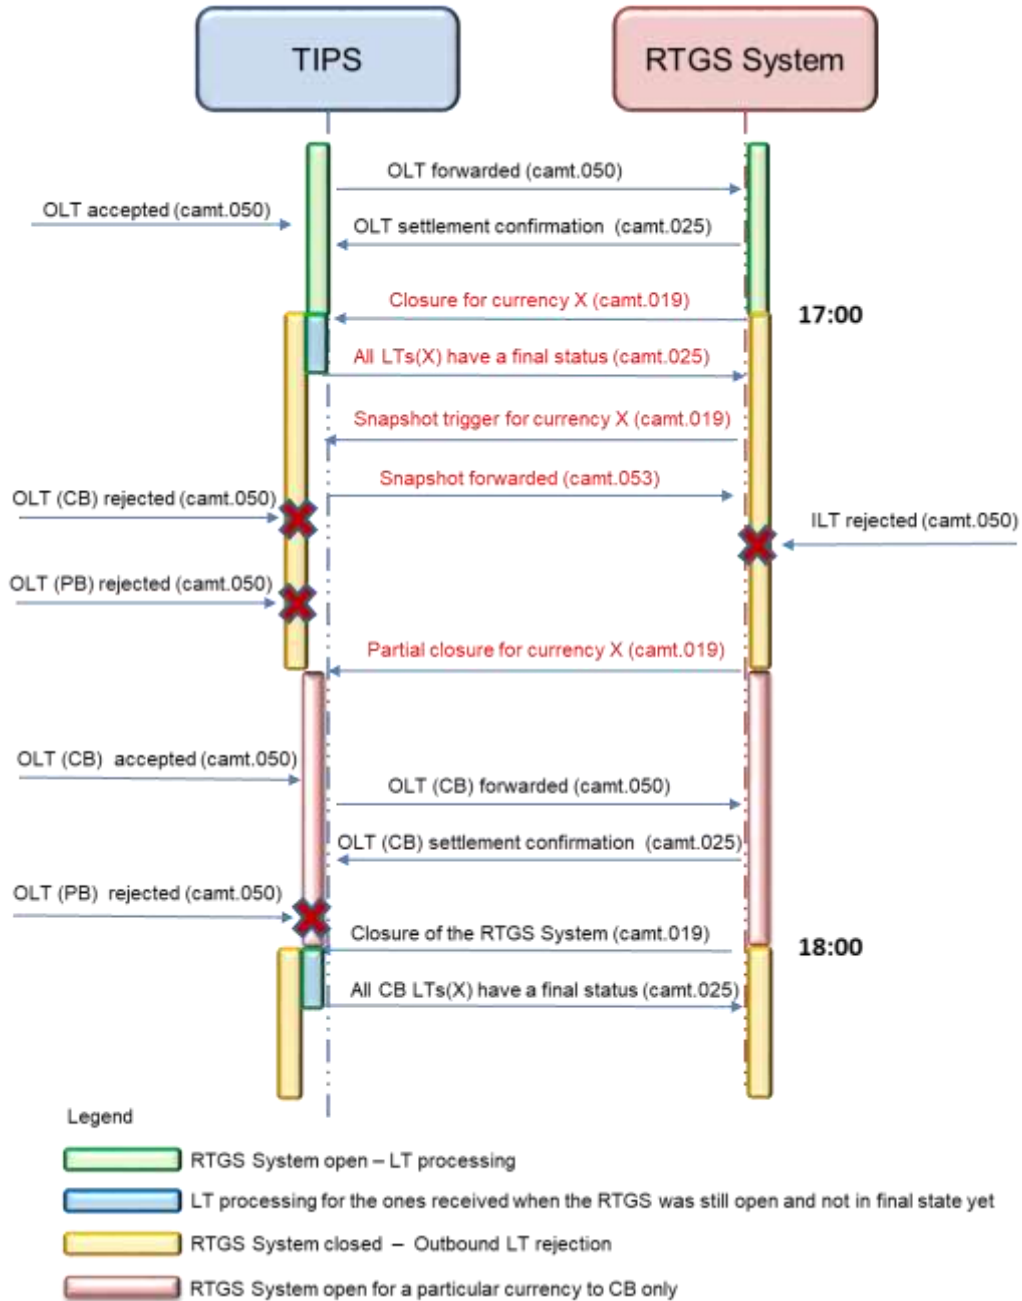 TIPS
RTGS System
OLT forwarded (camt.050)
OLT accepted (camt.050)
OLT settlement confirmation (camt.025)
Closure for currency X (camt.019)
17:00
All LTs(X) have a final status (camt.025)
Snapshot trigger for currency X (camt.019)
Snapshot forwarded (camt.053)
OLT (CB) rejected (camt.050)
ILT rejected (camt.050)
OLT (PB) rejected (camt.050)
Partial closure for currency X (camt.019)
OLT (CB) accepted (camt.050)
OLT (CB) forwarded (camt.050)
OLT (CB) settlement confirmation (camt.025)
OLT (PB) rejected (camt.050)
Closure of the RTGS System (camt.019)
18:00
All CB LTs(X) have a final status (camt.025)
Legend
RTGS System open – LT processing
LT processing for the ones received when the RTGS was still open and not in final state yet
RTGS System closed – Outbound LT rejection
RTGS System open for a particular currency to CB only